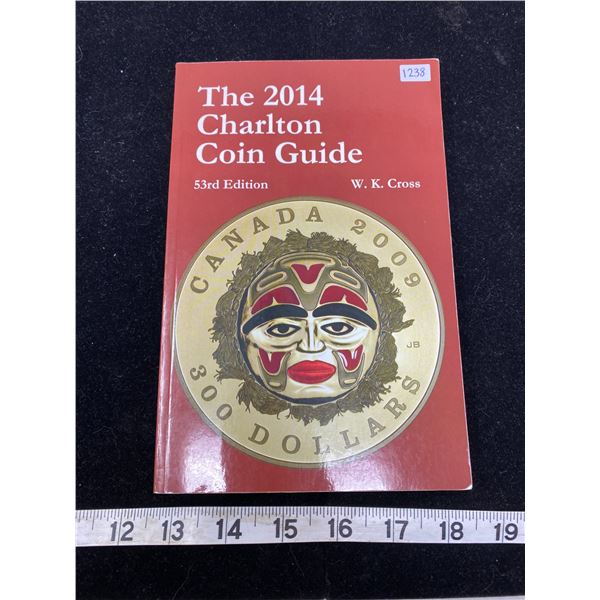 1238
The 2014
Charlton
Coin Guide
53rd Edition W. K. Cross
CANADA 2009
JB
300 DOLLARS
12 13 14 15 16 17 18 19